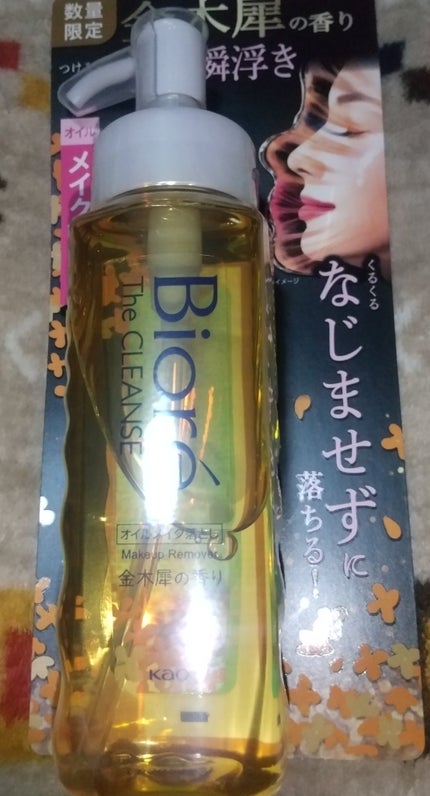 数量
限定
金木犀の香り
瞬浮き
つける
オイル
メイク
イメージ
くるくる
なじませずに
落ちる!
Bioré
The CLEANSE
オイルメイク落とし
Makeup Remover
金木犀の香り
Kao